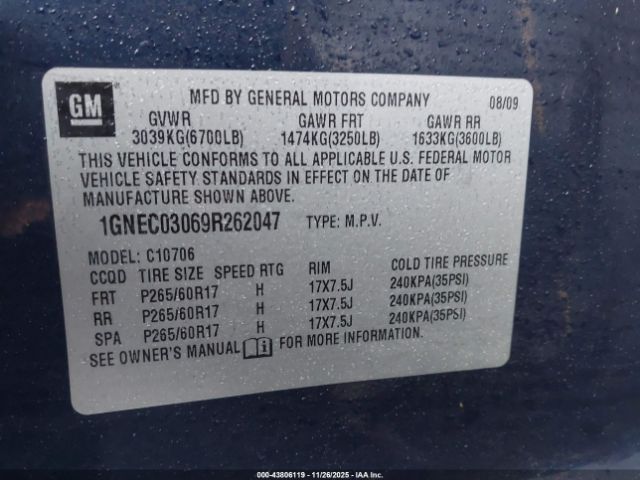 GM
MFD BY GENERAL MOTORS COMPANY 08/09
GVWR GAWR FRT GAWR RR
3039KG(6700LB) 1474KG(3250LB) 1633KG(3600LB)
THIS VEHICLE CONFORMS TO ALL APPLICABLE U.S. FEDERAL MOTOR
VEHICLE SAFETY STANDARDS IN EFFECT ON THE DATE OF
MANUFACTURE SHOWN ABOVE.
1GNEC03069R262047 TYPE: M.P.V.
MODEL: C10706
CCQD TIRE SIZE SPEED RTG RIM COLD TIRE PRESSURE
FRT P265/60R17 H 17X7.5J 240KPA(35PSI)
RR P265/60R17 H 17X7.5J 240KPA(35PSI)
SPA P265/60R17 H 17X7.5J 240KPA(35PSI)
SEE OWNER'S MANUAL FOR MORE INFORMATION.
000-43806119 | 11/26/2025 | IAA Inc.